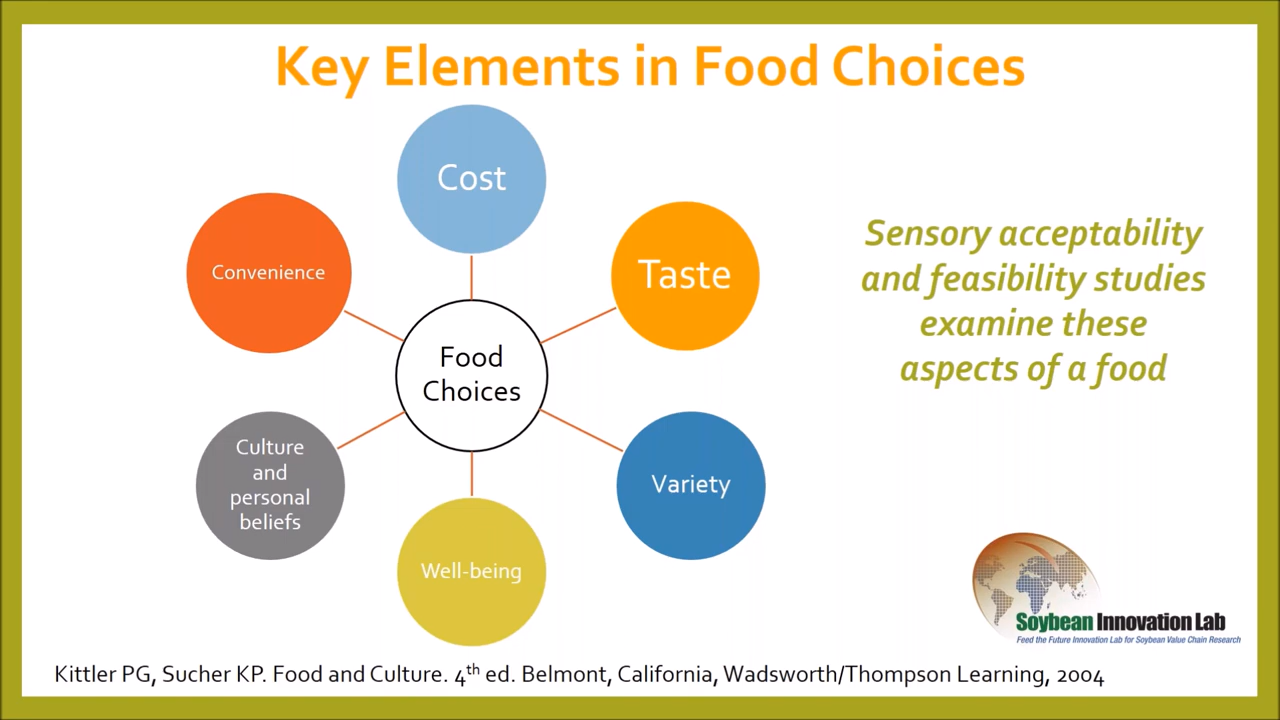 Key Elements in Food Choices
Cost
Convenience
Taste
Food
Choices
Culture
and
personal
beliefs
Variety
Well-being
Sensory acceptability
and feasibility studies
examine these
aspects of a food
Soybean Innovation Lab
Feed the Future Innovation Lab for Soybean Value Chain Research
Kittler PG, Sucher KP. Food and Culture. 4th ed. Belmont, California, Wadsworth/Thompson Learning, 2004